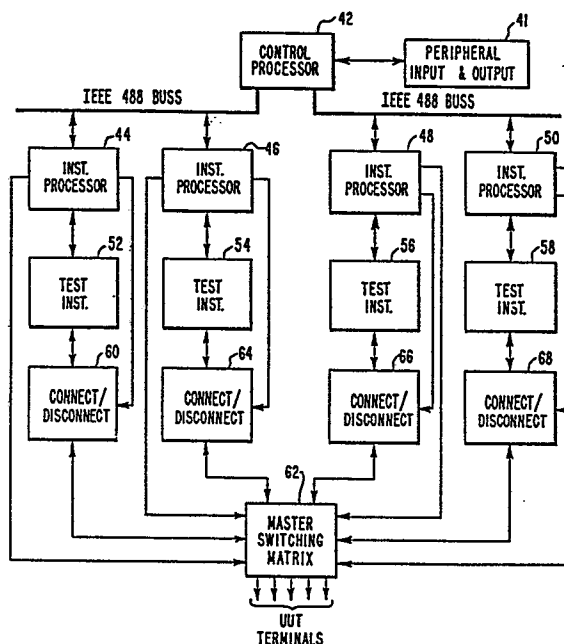 42
CONTROL
PROCESSOR
41
PERIPHERAL
INPUT & OUTPUT
IEEE 488 BUSS
IEEE 488 BUSS
44
INST.
PROCESSOR
46
INST.
PROCESSOR
48
INST.
PROCESSOR
50
INST.
PROCESSOR
52
TEST
INST.
54
TEST
INST.
56
TEST
INST.
58
TEST
INST.
60
CONNECT/
DISCONNECT
64
CONNECT/
DISCONNECT
66
CONNECT/
DISCONNECT
68
CONNECT/
DISCONNECT
62
MASTER
SWITCHING
MATRIX
UUT
TERMINALS